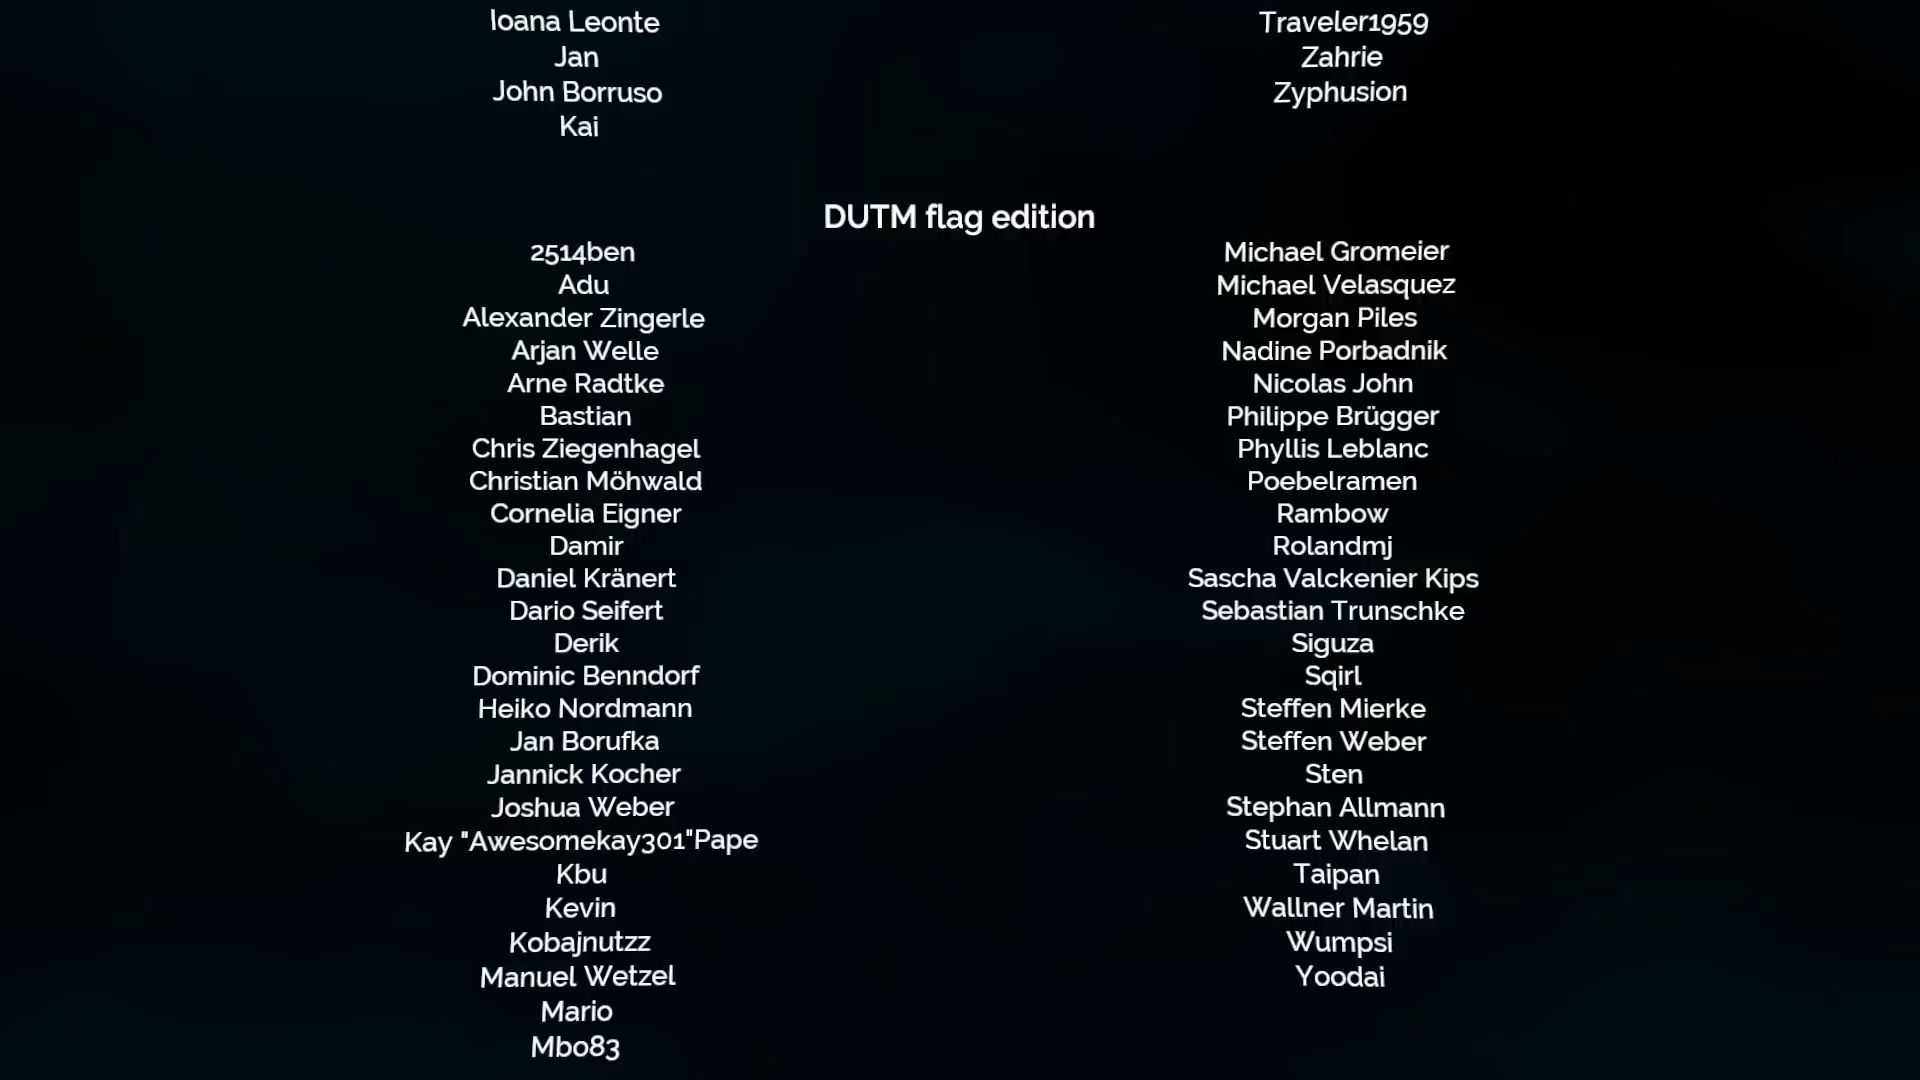 Ioana Leonte
Jan
John Borruso
Kai
Traveler1959
Zahrie
Zyphusion
DUTM flag edition
2514ben
Adu
Alexander Zingerle
Arjan Welle
Arne Radtke
Bastian
Chris Ziegenhagel
Christian Möhwald
Cornelia Eigner
Damir
Daniel Kränert
Dario Seifert
Derik
Dominic Benndorf
Heiko Nordmann
Jan Borufka
Jannick Kocher
Joshua Weber
Kay "Awesomekay301"Pape
Kbu
Kevin
Kobajnutzz
Manuel Wetzel
Mario
Mbo83
Michael Gromeier
Michael Velasquez
Morgan Piles
Nadine Porbadnik
Nicolas John
Philippe Brügger
Phyllis Leblanc
Poebelramen
Rambow
Rolandmj
Sascha Valckenier Kips
Sebastian Trunschke
Siguza
Sqirl
Steffen Mierke
Steffen Weber
Sten
Stephan Allmann
Stuart Whelan
Taipan
Wallner Martin
Wumpsi
Yoodai